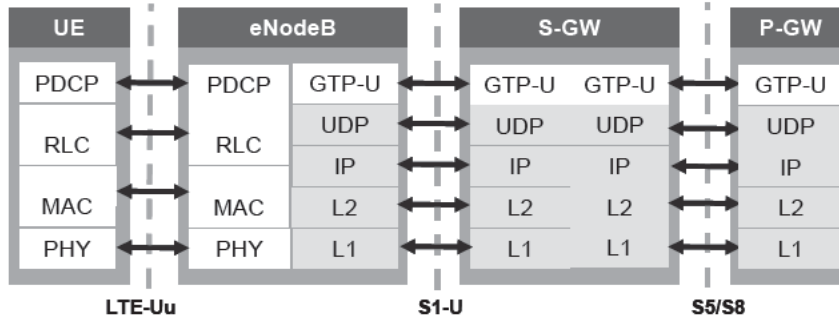 UE eNodeB S-GW P-GW
PDCP PDCP GTP-U GTP-U GTP-U GTP-U
RLC RLC UDP UDP UDP UDP
IP IP IP IP
MAC MAC L2 L2 L2 L2
PHY PHY L1 L1 L1 L1
LTE-Uu S1-U S5/S8